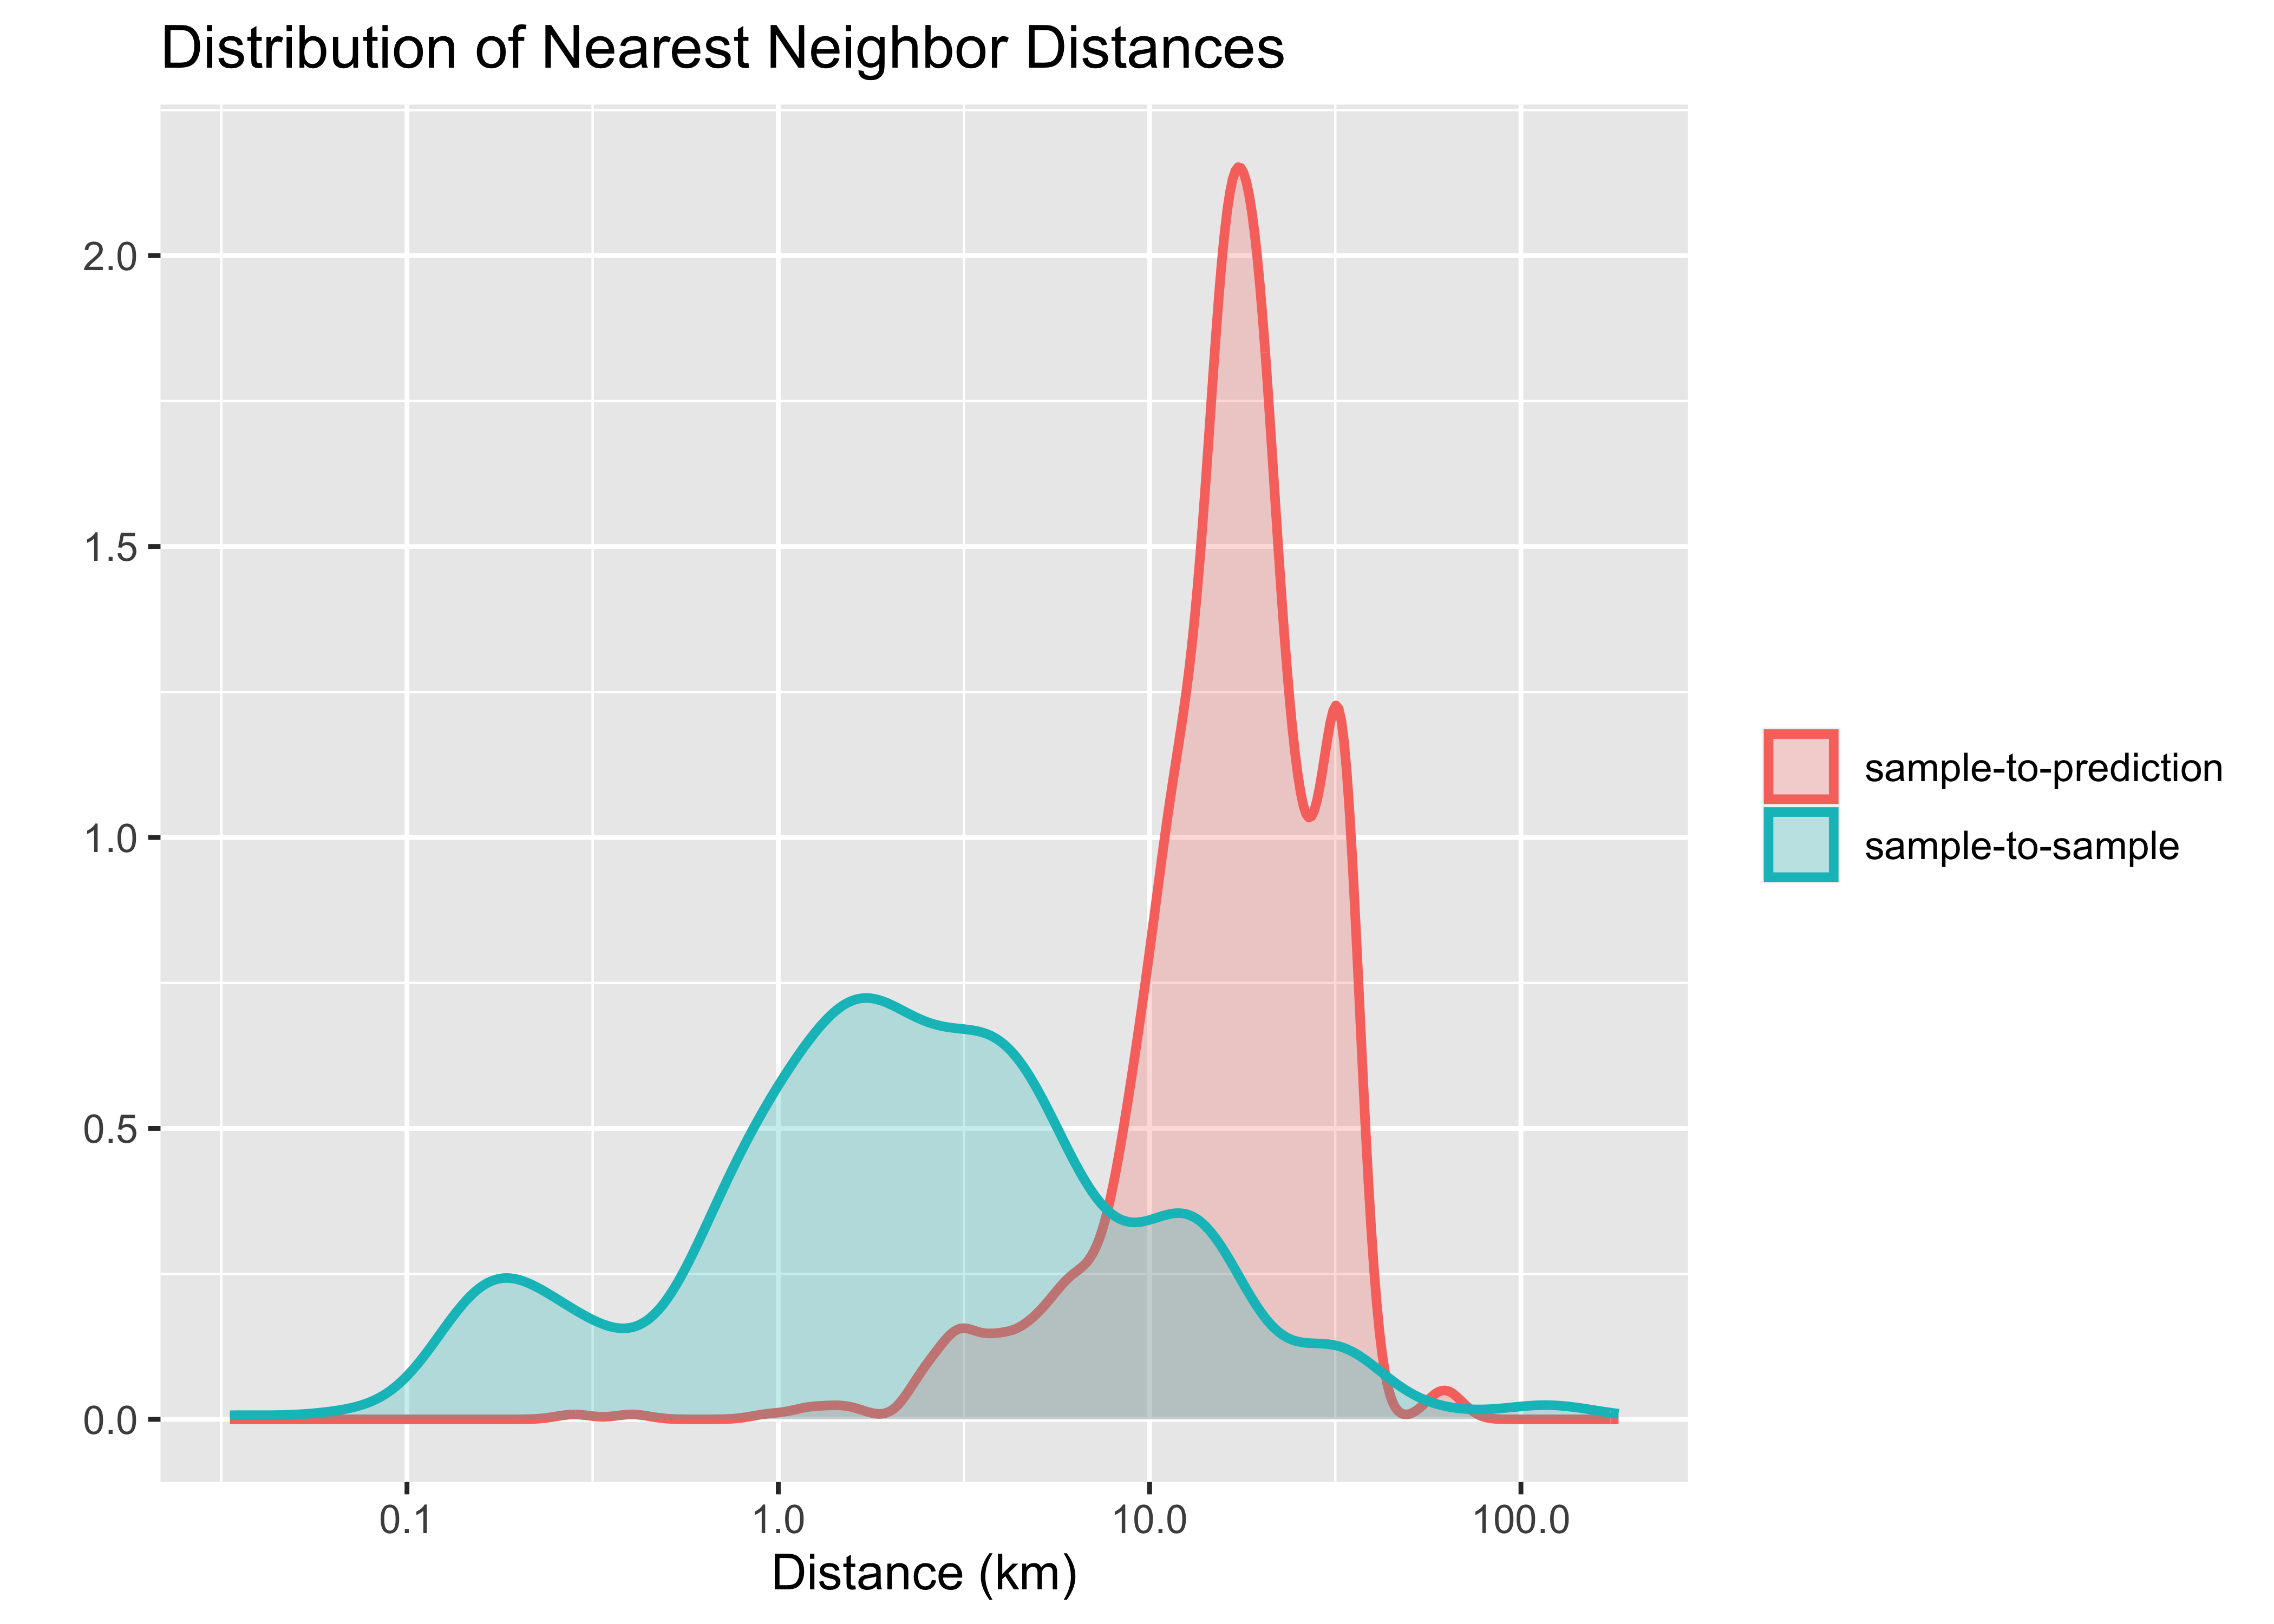 Distribution of Nearest Neighbor Distances
2.0
1.5
1.0
0.5
0.0
0.1
1.0
10.0
100.0
Distance (km)
sample-to-prediction
sample-to-sample